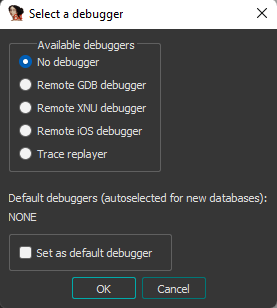 Select a debugger
Available debuggers
No debugger
Remote GDB debugger
Remote XNU debugger
Remote iOS debugger
Trace replayer
Default debuggers (autoselected for new databases):
NONE
Set as default debugger
OK Cancel